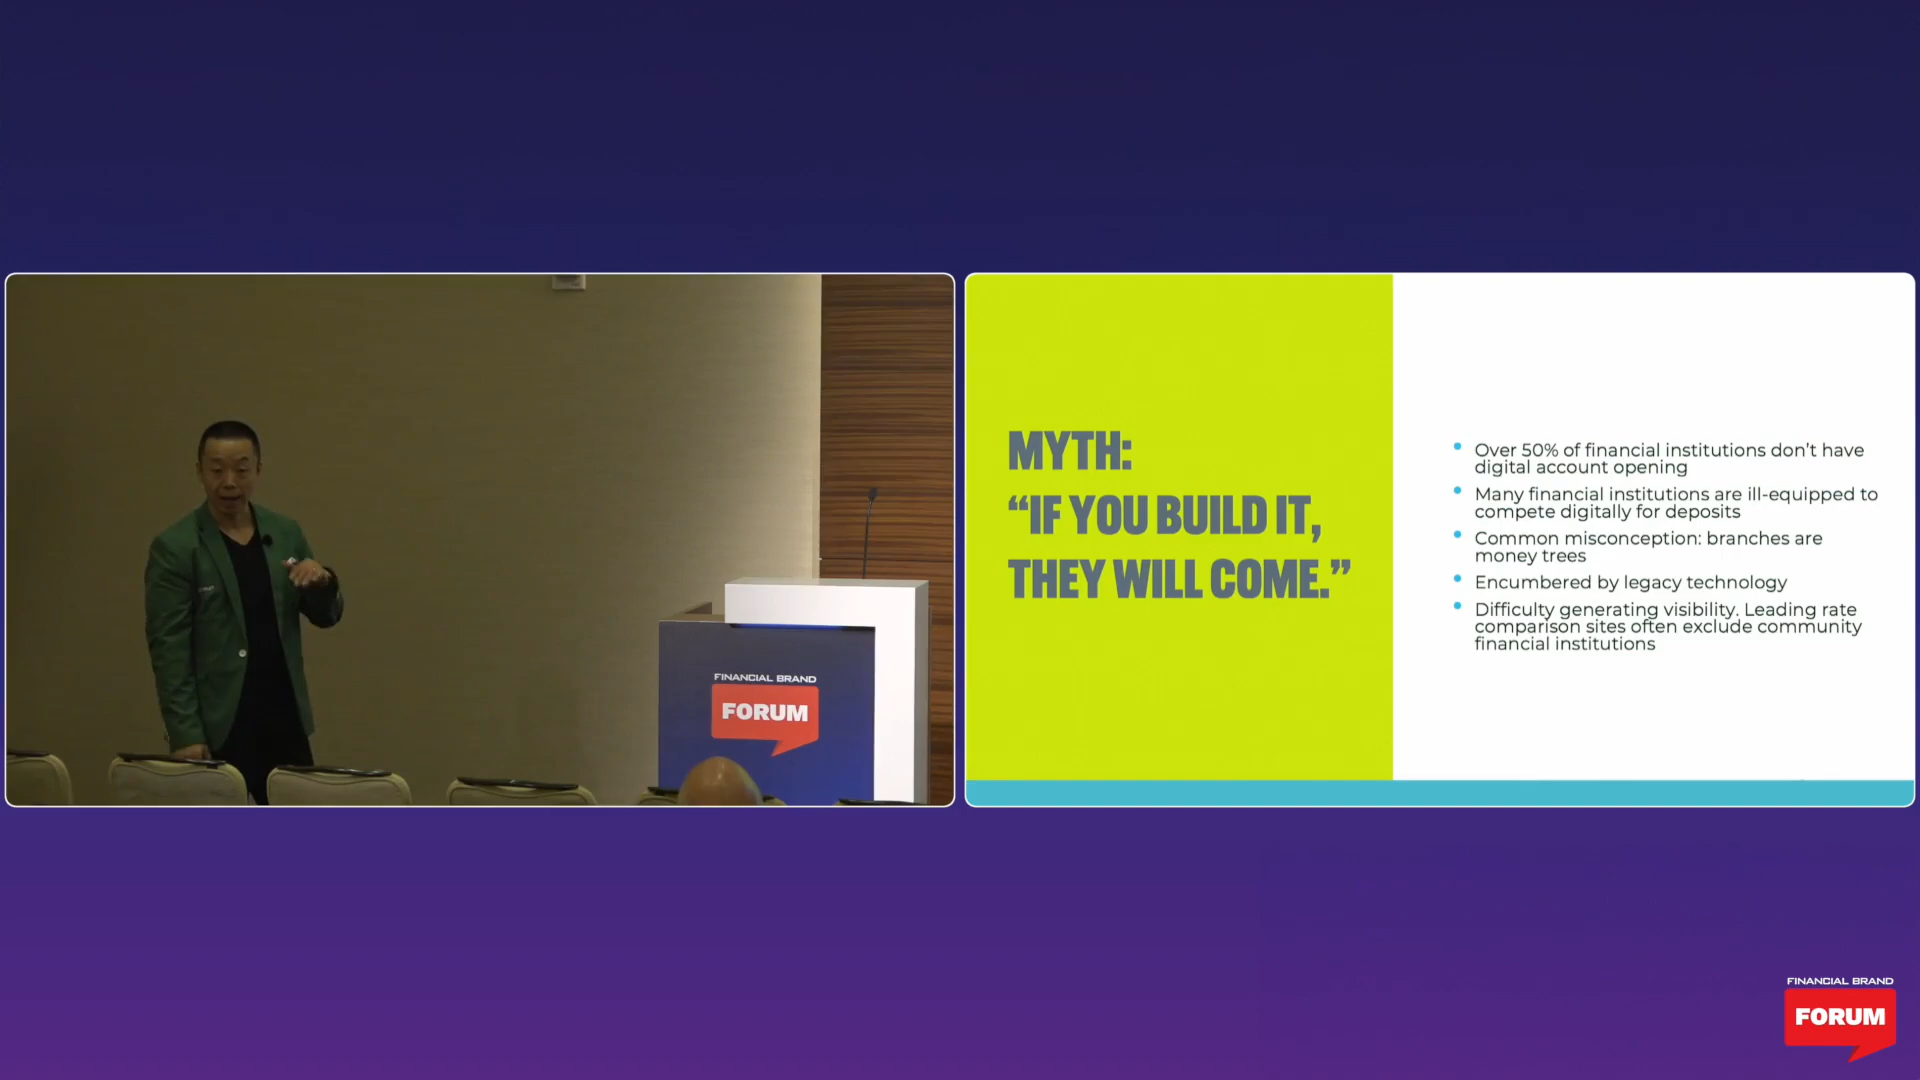 FINANCIAL BRAND
FORUM
MYTH:
“IF YOU BUILD IT,
THEY WILL COME.”
Over 50% of financial institutions don’t have
digital account opening
Many financial institutions are ill-equipped to
compete digitally for deposits
Common misconception: branches are
money trees
Encumbered by legacy technology
Difficulty generating visibility. Leading rate
comparison sites often exclude community
financial institutions
FINANCIAL BRAND
FORUM